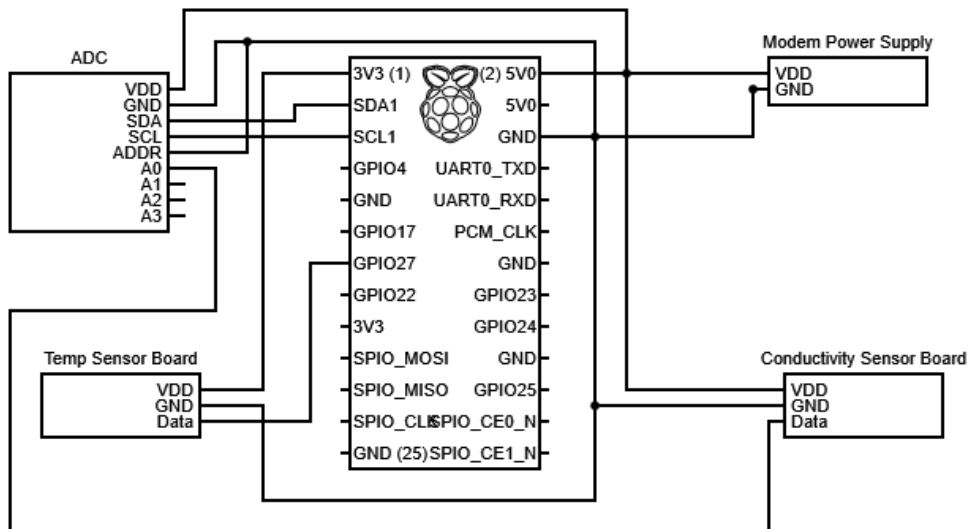 ADC
VDD
GND
SDA
SCL
ADDR
A0
A1
A2
A3
3V3 (1)
SDA1
SCL1
GPIO4
GND
GPIO17
GPIO27
GPIO22
3V3
SPIO_MOSI
SPIO_MISO
SPIO_CLK
GND (25)
(2) 5V0
5V0
GND
UART0_TXD
UART0_RXD
PCM_CLK
GND
GPIO23
GPIO24
GND
GPIO25
SPIO_CE0_N
SPIO_CE1_N
Modem Power Supply
VDD
GND
Temp Sensor Board
VDD
GND
Data
Conductivity Sensor Board
VDD
GND
Data